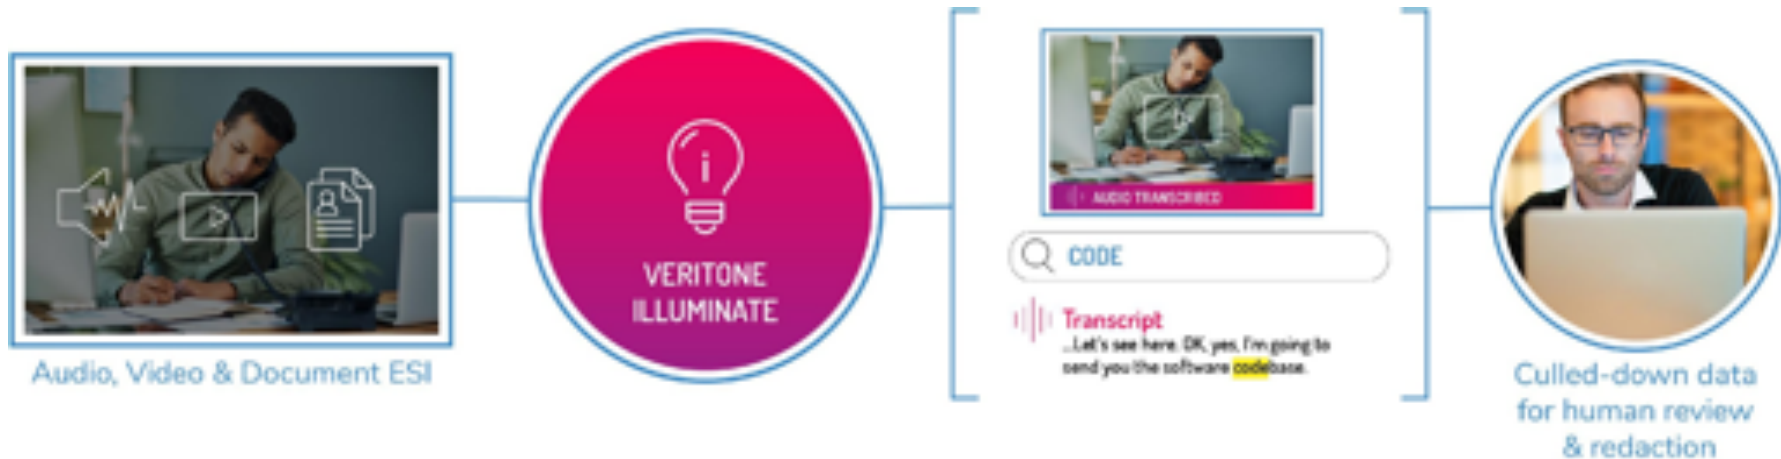 Audio, Video & Document ESI
VERITONE
ILLUMINATE
AUDIO TRANSCRIBED
CODE
Transcript
...Let's see here. OK, yes, I'm going to
send you the software codebase.
Culled-down data
for human review
& redaction